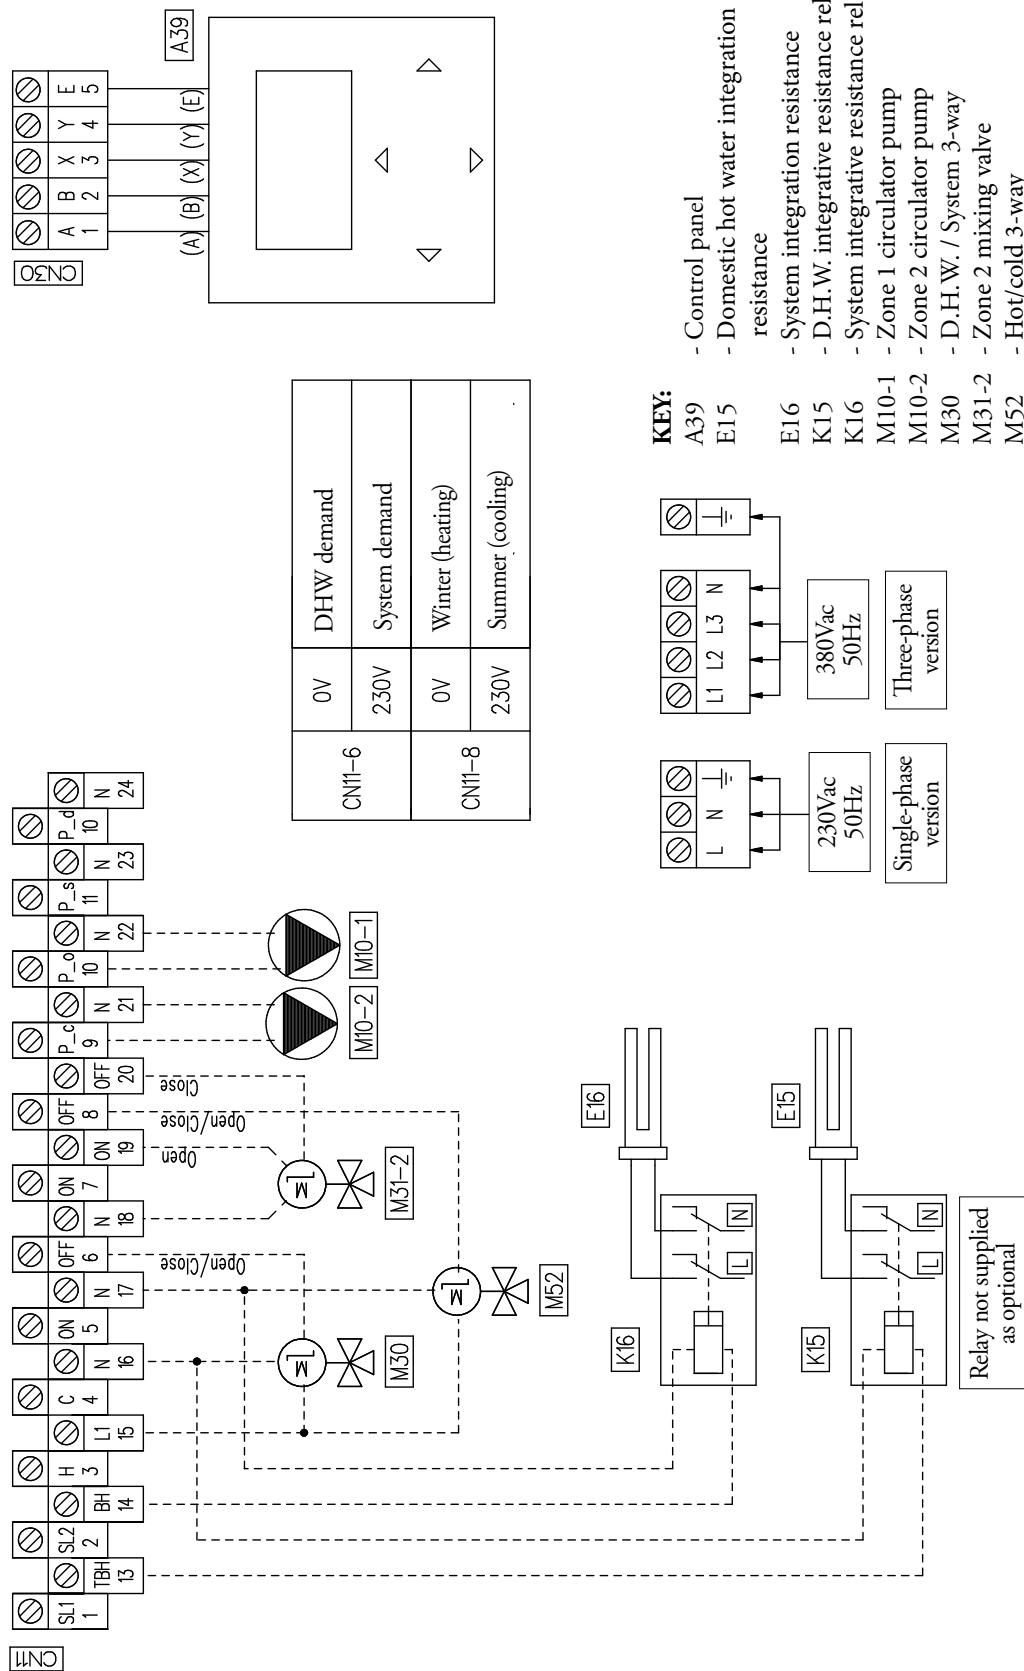 CN11
SL1
1
TBH
13
SL2
2
BH
14
H
3
L1
15
C
4
N
16
ON
5
N
17
OFF
6
N
18
ON
7
ON
19
OFF
8
OFF
20
P_c
9
N
21
P_o
10
N
22
P_s
11
N
23
P_d
10
N
24
CN30
A
1
B
2
X
3
Y
4
E
5
A39
(A) (B) (X) (Y) (E)
Open/Close
Open
Open/Close
Close
M
M30
M
M31-2
M
M52
M10-2
M10-1
CN11-6
0V
DHW demand
230V
System demand
CN11-8
0V
Winter (heating)
230V
Summer (cooling)
K16
L
N
E16
K15
L
N
E15
Relay not supplied
as optional
L
N
230Vac
50Hz
Single-phase
version
L1 L2 L3 N
380Vac
50Hz
Three-phase
version
KEY:
A39 - Control panel
E15 - Domestic hot water integration
resistance
E16 - System integration resistance
K15 - D.H.W. integrative resistance rel
K16 - System integrative resistance rel
M10-1 - Zone 1 circulator pump
M10-2 - Zone 2 circulator pump
M30 - D.H.W. / System 3-way
M31-2 - Zone 2 mixing valve
M52 - Hot/cold 3-way